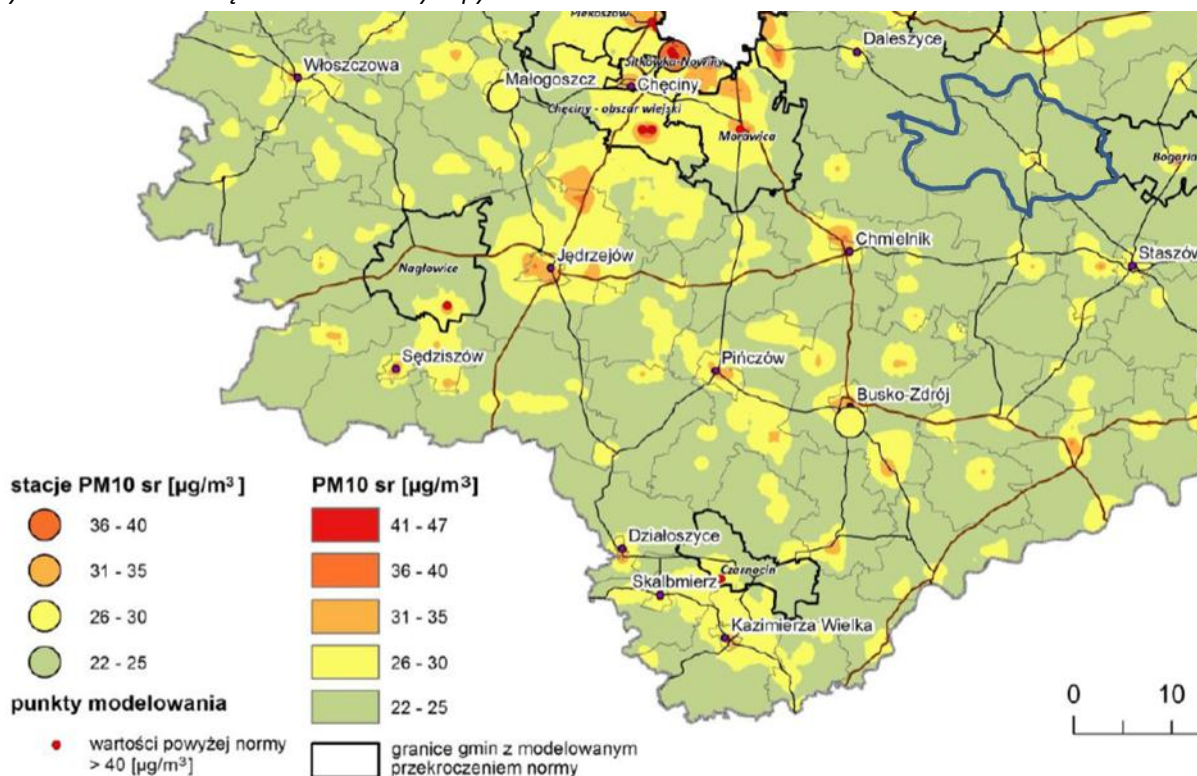 Piekoszów
Daleszyce
Włoszczowa
Sitkówka-Nowiny
Małogoszcz
Chęciny
Chęciny - obszar wiejski
Morawica
Bogoria
Chmielnik
Jędrzejów
Staszów
Nagłowice
Sędziszów
Pińczów
Busko-Zdrój
stacje PM10 sr [µg/m³]
36 - 40
31 - 35
26 - 30
22 - 25
punkty modelowania
wartości powyżej normy
> 40 [µg/m³]
PM10 sr [µg/m³]
41 - 47
36 - 40
31 - 35
26 - 30
22 - 25
granice gmin z modelowanym
przekroczeniem normy
Działoszyce
Czarnocin
Skalbmierz
Kazimierza Wielka
0 10